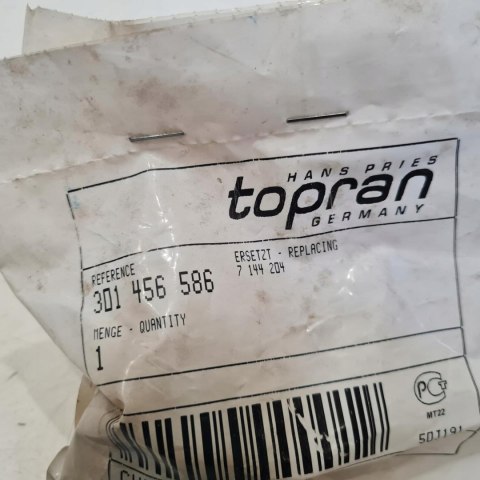 HANS PRIES
topran
GERMANY
REFERENCE
301 456 586
ERSETZT - REPLACING
7 144 204
MENGE - QUANTITY
1
MT22